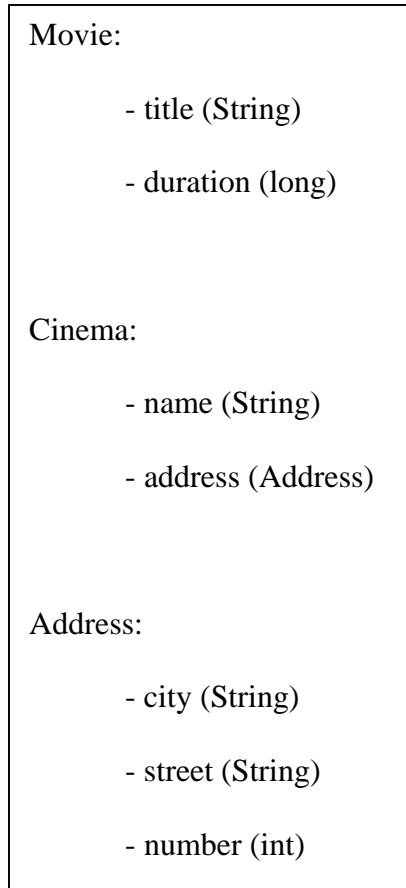 Movie:
- title (String)
- duration (long)
Cinema:
- name (String)
- address (Address)
Address:
- city (String)
- street (String)
- number (int)